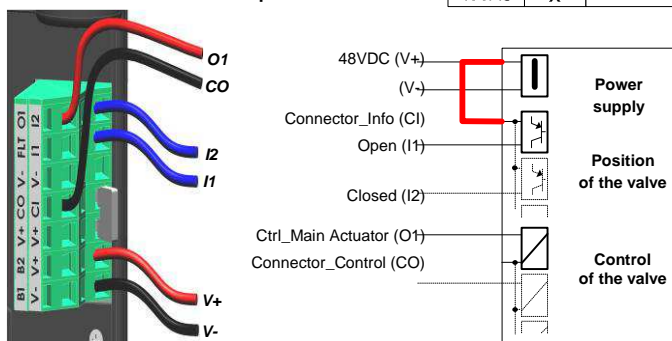 O1
CO
I2
I1
V+
V-
B1 B2 V+ CO V- FLT O1
V- V+ V+ CI V- I1 I2
48VDC (V+)
(V-)
Connector_Info (CI)
Open (I1)
Closed (I2)
Ctrl_Main Actuator (O1)
Connector_Control (CO)
Power
supply
Position
of the valve
Control
of the valve